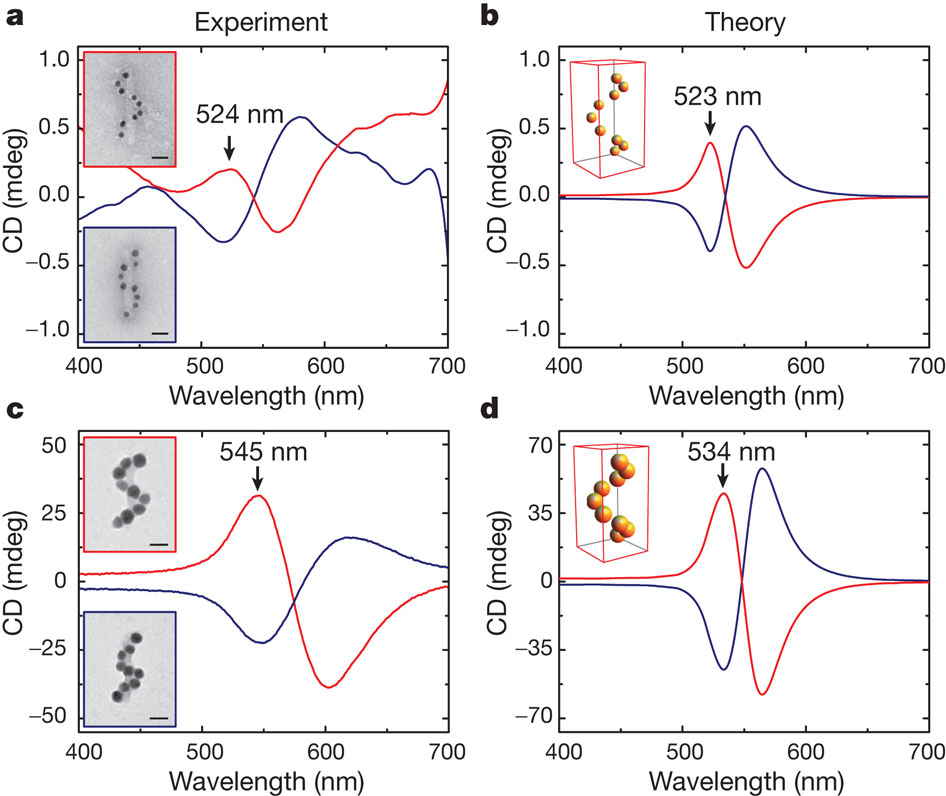 a Experiment
b Theory
1.0
0.5
0.0
−0.5
−1.0
CD (mdeg)
524 nm
400 500 600 700
Wavelength (nm)
1.0
0.5
0.0
−0.5
−1.0
CD (mdeg)
523 nm
400 500 600 700
Wavelength (nm)
c
50
25
0
−25
−50
CD (mdeg)
545 nm
400 500 600 700
Wavelength (nm)
d
70
35
0
−35
−70
CD (mdeg)
534 nm
400 500 600 700
Wavelength (nm)